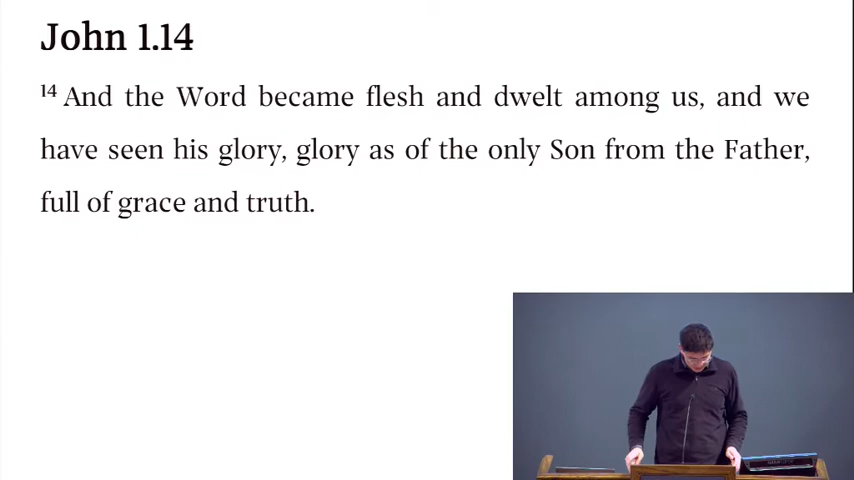 John 1.14
14 And the Word became flesh and dwelt among us, and we
have seen his glory, glory as of the only Son from the Father,
full of grace and truth.